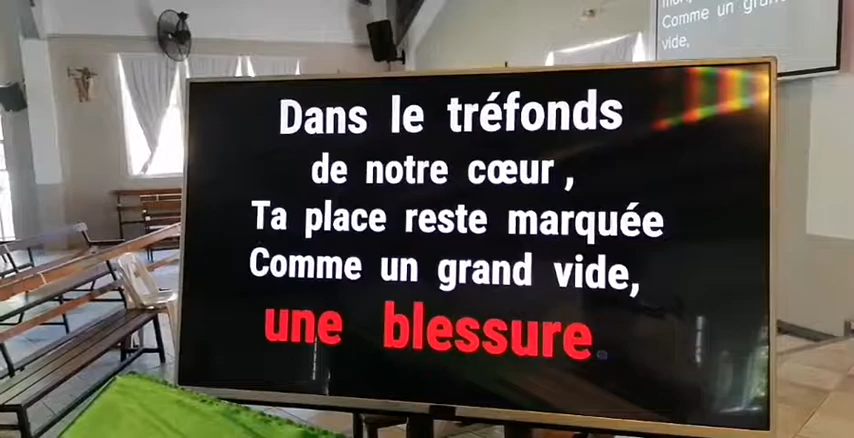 Dans le tréfonds
de notre cœur,
Ta place reste marquée
Comme un grand vide,
une blessure.
Comme un grand
vide,